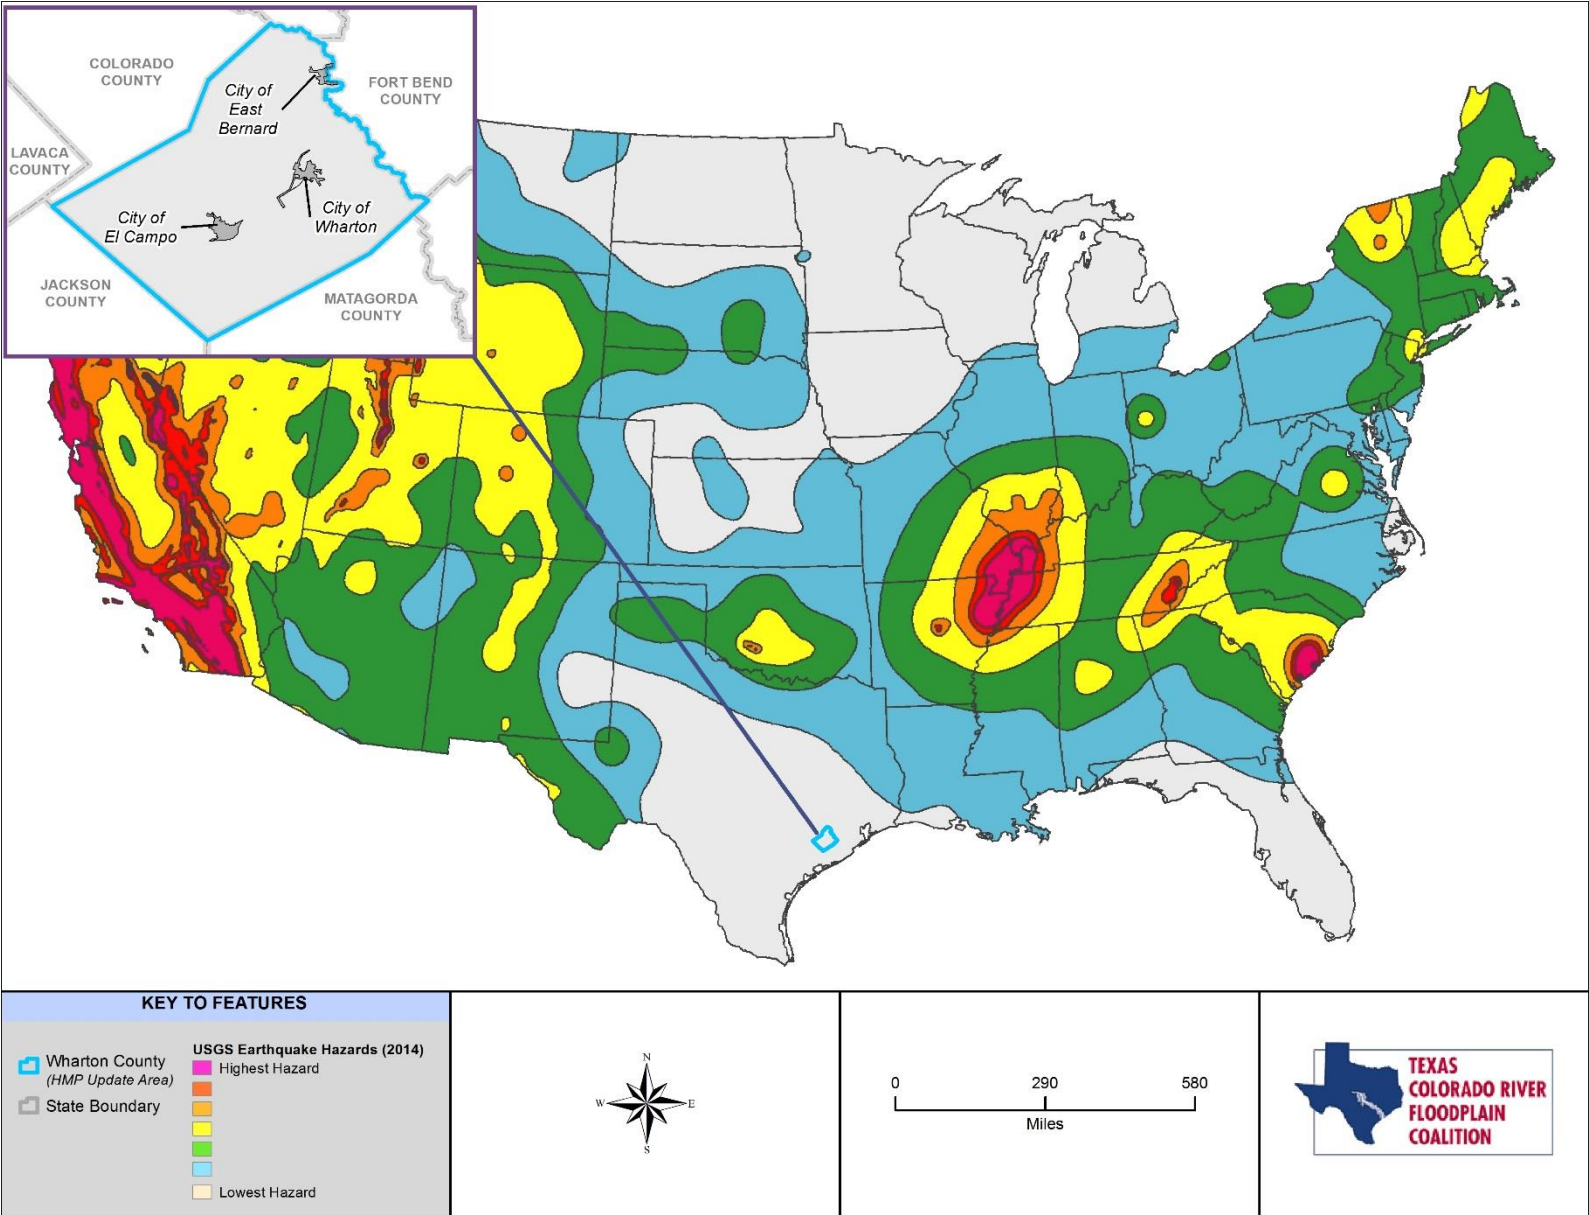 COLORADO
COUNTY
City of
East
Bernard
FORT BEND
COUNTY
LAVACA
COUNTY
City of
El Campo
City of
Wharton
JACKSON
COUNTY
MATAGORDA
COUNTY
KEY TO FEATURES
Wharton County
(HMP Update Area)
State Boundary
USGS Earthquake Hazards (2014)
Highest Hazard
Lowest Hazard
N
W
E
S
0 290 580
Miles
TEXAS
COLORADO RIVER
FLOODPLAIN
COALITION